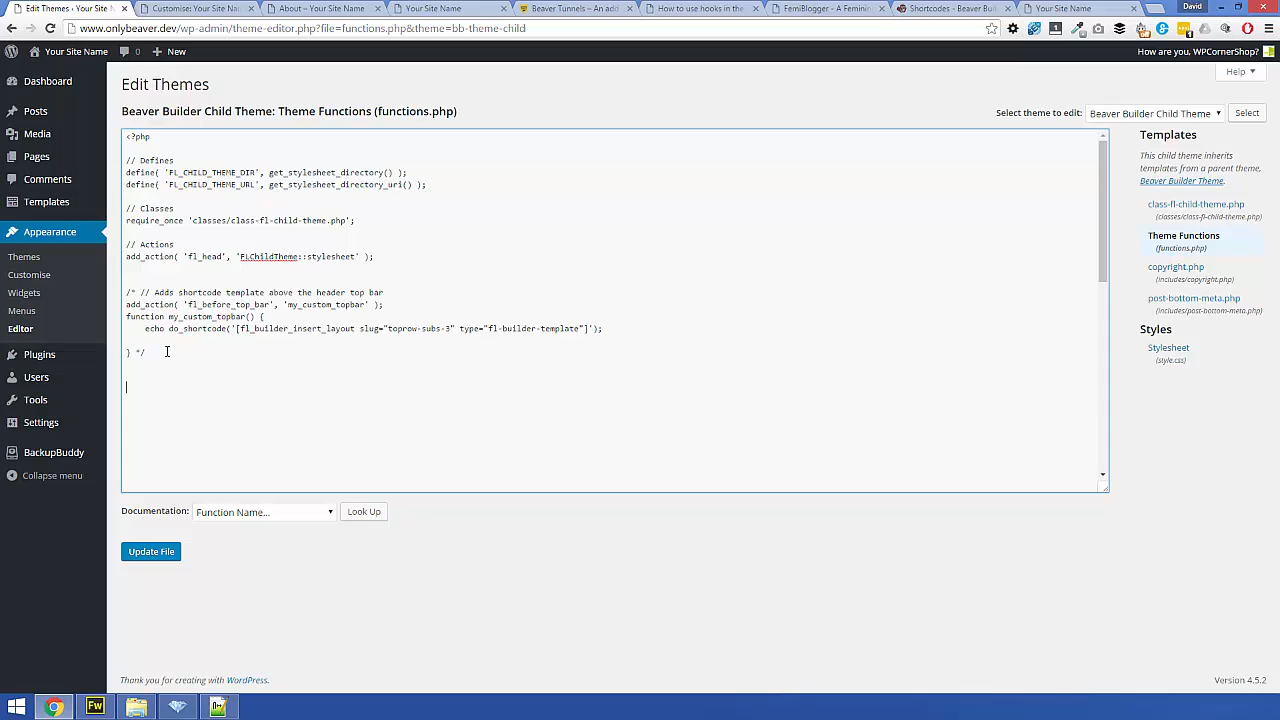 Edit Themes ‹ Your Site N
Customise: Your Site Na
About – Your Site Name
Your Site Name
Beaver Tunnels – An add
How to use hooks in the
FemiBlogger – A Feminin
Shortcodes - Beaver Buil
Your Site Name
David
www.onlybeaver.dev/wp-admin/theme-editor.php?file=functions.php&theme=bb-theme-child
Your Site Name
0
New
How are you, WPCornerShop?
Dashboard
Posts
Media
Pages
Comments
Templates
Appearance
Themes
Customise
Widgets
Menus
Editor
Plugins
Users
Tools
Settings
BackupBuddy
Collapse menu
Help
Edit Themes
Beaver Builder Child Theme: Theme Functions (functions.php)
Select theme to edit:
Beaver Builder Child Theme
Select
<?php
// Defines
define( 'FL_CHILD_THEME_DIR', get_stylesheet_directory() );
define( 'FL_CHILD_THEME_URL', get_stylesheet_directory_uri() );
// Classes
require_once 'classes/class-fl-child-theme.php';
// Actions
add_action( 'fl_head', 'FLChildTheme::stylesheet' );
/* // Adds shortcode template above the header top bar
add_action( 'fl_before_top_bar', 'my_custom_topbar' );
function my_custom_topbar() {
echo do_shortcode('[fl_builder_insert_layout slug="toprow-subs-3" type="fl-builder-template"]');
} */
Templates
This child theme inherits
templates from a parent theme,
Beaver Builder Theme.
class-fl-child-theme.php
(classes/class-fl-child-theme.php)
Theme Functions
(functions.php)
copyright.php
(includes/copyright.php)
post-bottom-meta.php
(includes/post-bottom-meta.php)
Styles
Stylesheet
(style.css)
Documentation:
Function Name...
Look Up
Update File
Thank you for creating with WordPress.
Version 4.5.2
Fw